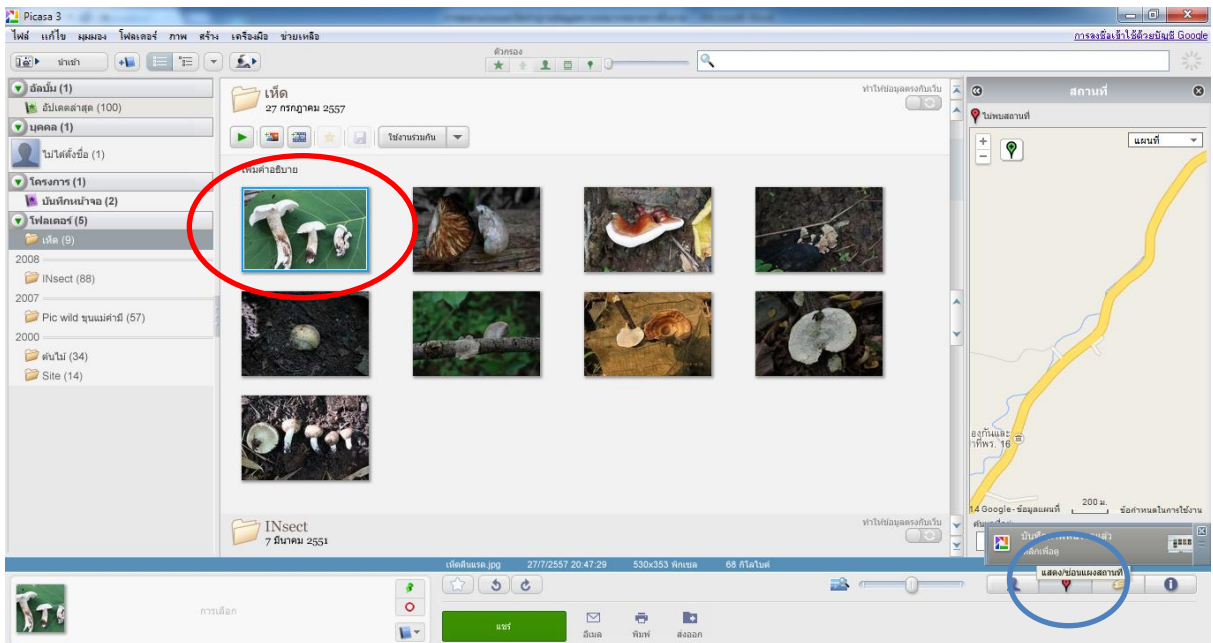 Picasa 3
ไฟล์ แก้ไข มุมมอง โฟลเดอร์ ภาพ สร้าง เครื่องมือ ช่วยเหลือ
การลงชื่อเข้าใช้ด้วยบัญชี Google
นำเข้า
ตัวกรอง
อัลบั้ม (1)
อัปเดตล่าสุด (100)
บุคคล (1)
ไม่ได้ตั้งชื่อ (1)
โครงการ (1)
บันทึกหน้าจอ (2)
โฟลเดอร์ (5)
เห็ด (9)
2008
INsect (88)
2007
Pic wild ขุนแม่คำมี (57)
2000
ต้นไม้ (34)
Site (14)
เห็ด
27 กรกฎาคม 2557
ทำให้ข้อมูลตรงกับเว็บ
ใช้งานร่วมกัน
เพิ่มคำอธิบาย
INsect
7 มีนาคม 2551
ทำให้ข้อมูลตรงกับเว็บ
สถานที่
ไม่พบสถานที่
แผนที่
200 ม.
Google - ข้อมูลแผนที่
ข้อกำหนดในการใช้งาน
คลิกเพื่อดู
แสดง/ซ่อนแผงสถานที่
เห็ดตีนแรด.jpg 27/7/2557 20:47:29 530x353 พิกเซล 68 กิโลไบต์
การเลือก
แชร์
อีเมล พิมพ์ ส่งออก